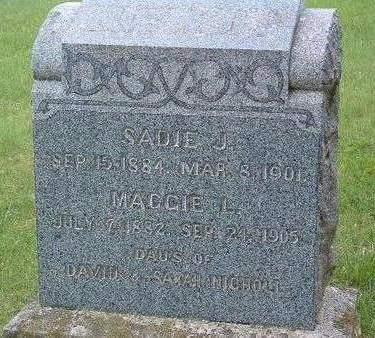 SADIE J.
SEP. 15, 1884. MAR. 8, 1901.
MAGGIE L.
JULY 7, 1882. SEP. 24, 1905.
DAU'S OF
DAVID & SARAH NICHOLL